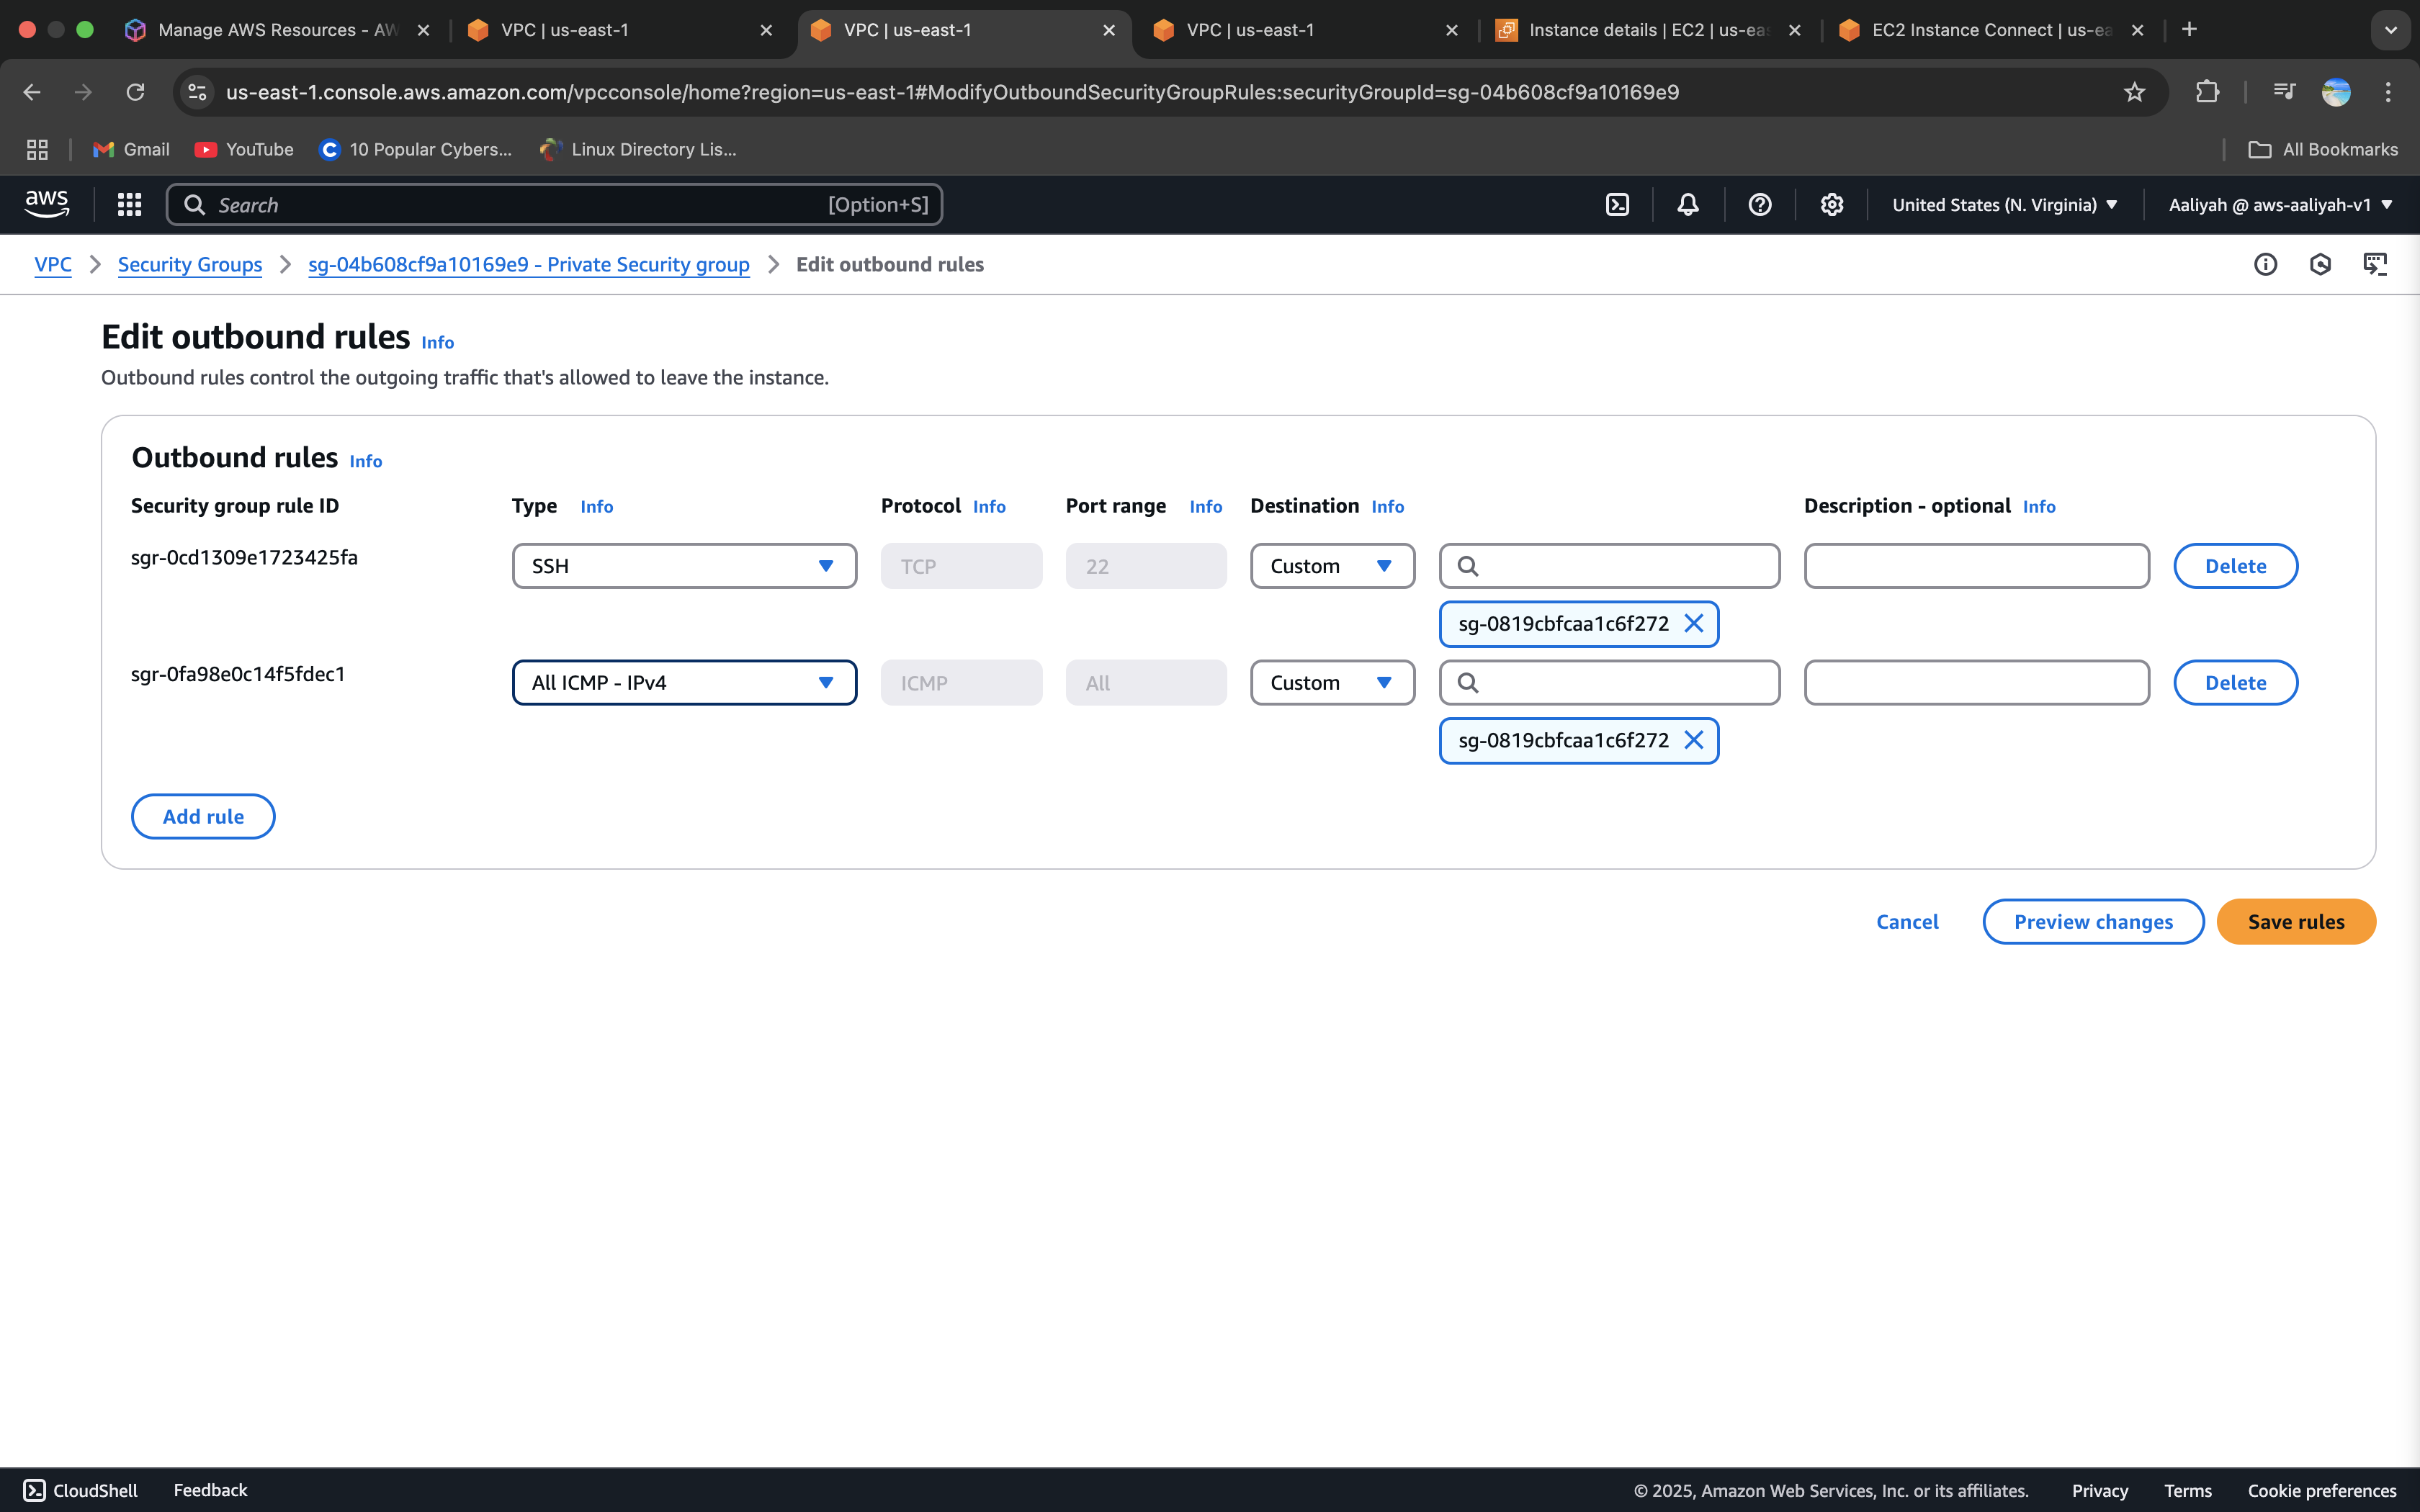 Manage AWS Resources - AW
VPC | us-east-1
VPC | us-east-1
VPC | us-east-1
Instance details | EC2 | us-eas
EC2 Instance Connect | us-ea
us-east-1.console.aws.amazon.com/vpcconsole/home?region=us-east-1#ModifyOutboundSecurityGroupRules:securityGroupId=sg-04b608cf9a10169e9
Gmail
YouTube
10 Popular Cybers...
Linux Directory Lis...
All Bookmarks
aws
Search
[Option+S]
United States (N. Virginia)
Aaliyah @ aws-aaliyah-v1
VPC
Security Groups
sg-04b608cf9a10169e9 - Private Security group
Edit outbound rules
Edit outbound rules Info
Outbound rules control the outgoing traffic that's allowed to leave the instance.
Outbound rules Info
Security group rule ID
Type Info
Protocol Info
Port range Info
Destination Info
Description - optional Info
sgr-0cd1309e1723425fa
SSH
TCP
22
Custom
Delete
sg-0819cbfcaa1c6f272
sgr-0fa98e0c14f5fdec1
All ICMP - IPv4
ICMP
All
Custom
Delete
sg-0819cbfcaa1c6f272
Add rule
Cancel
Preview changes
Save rules
CloudShell
Feedback
© 2025, Amazon Web Services, Inc. or its affiliates.
Privacy
Terms
Cookie preferences